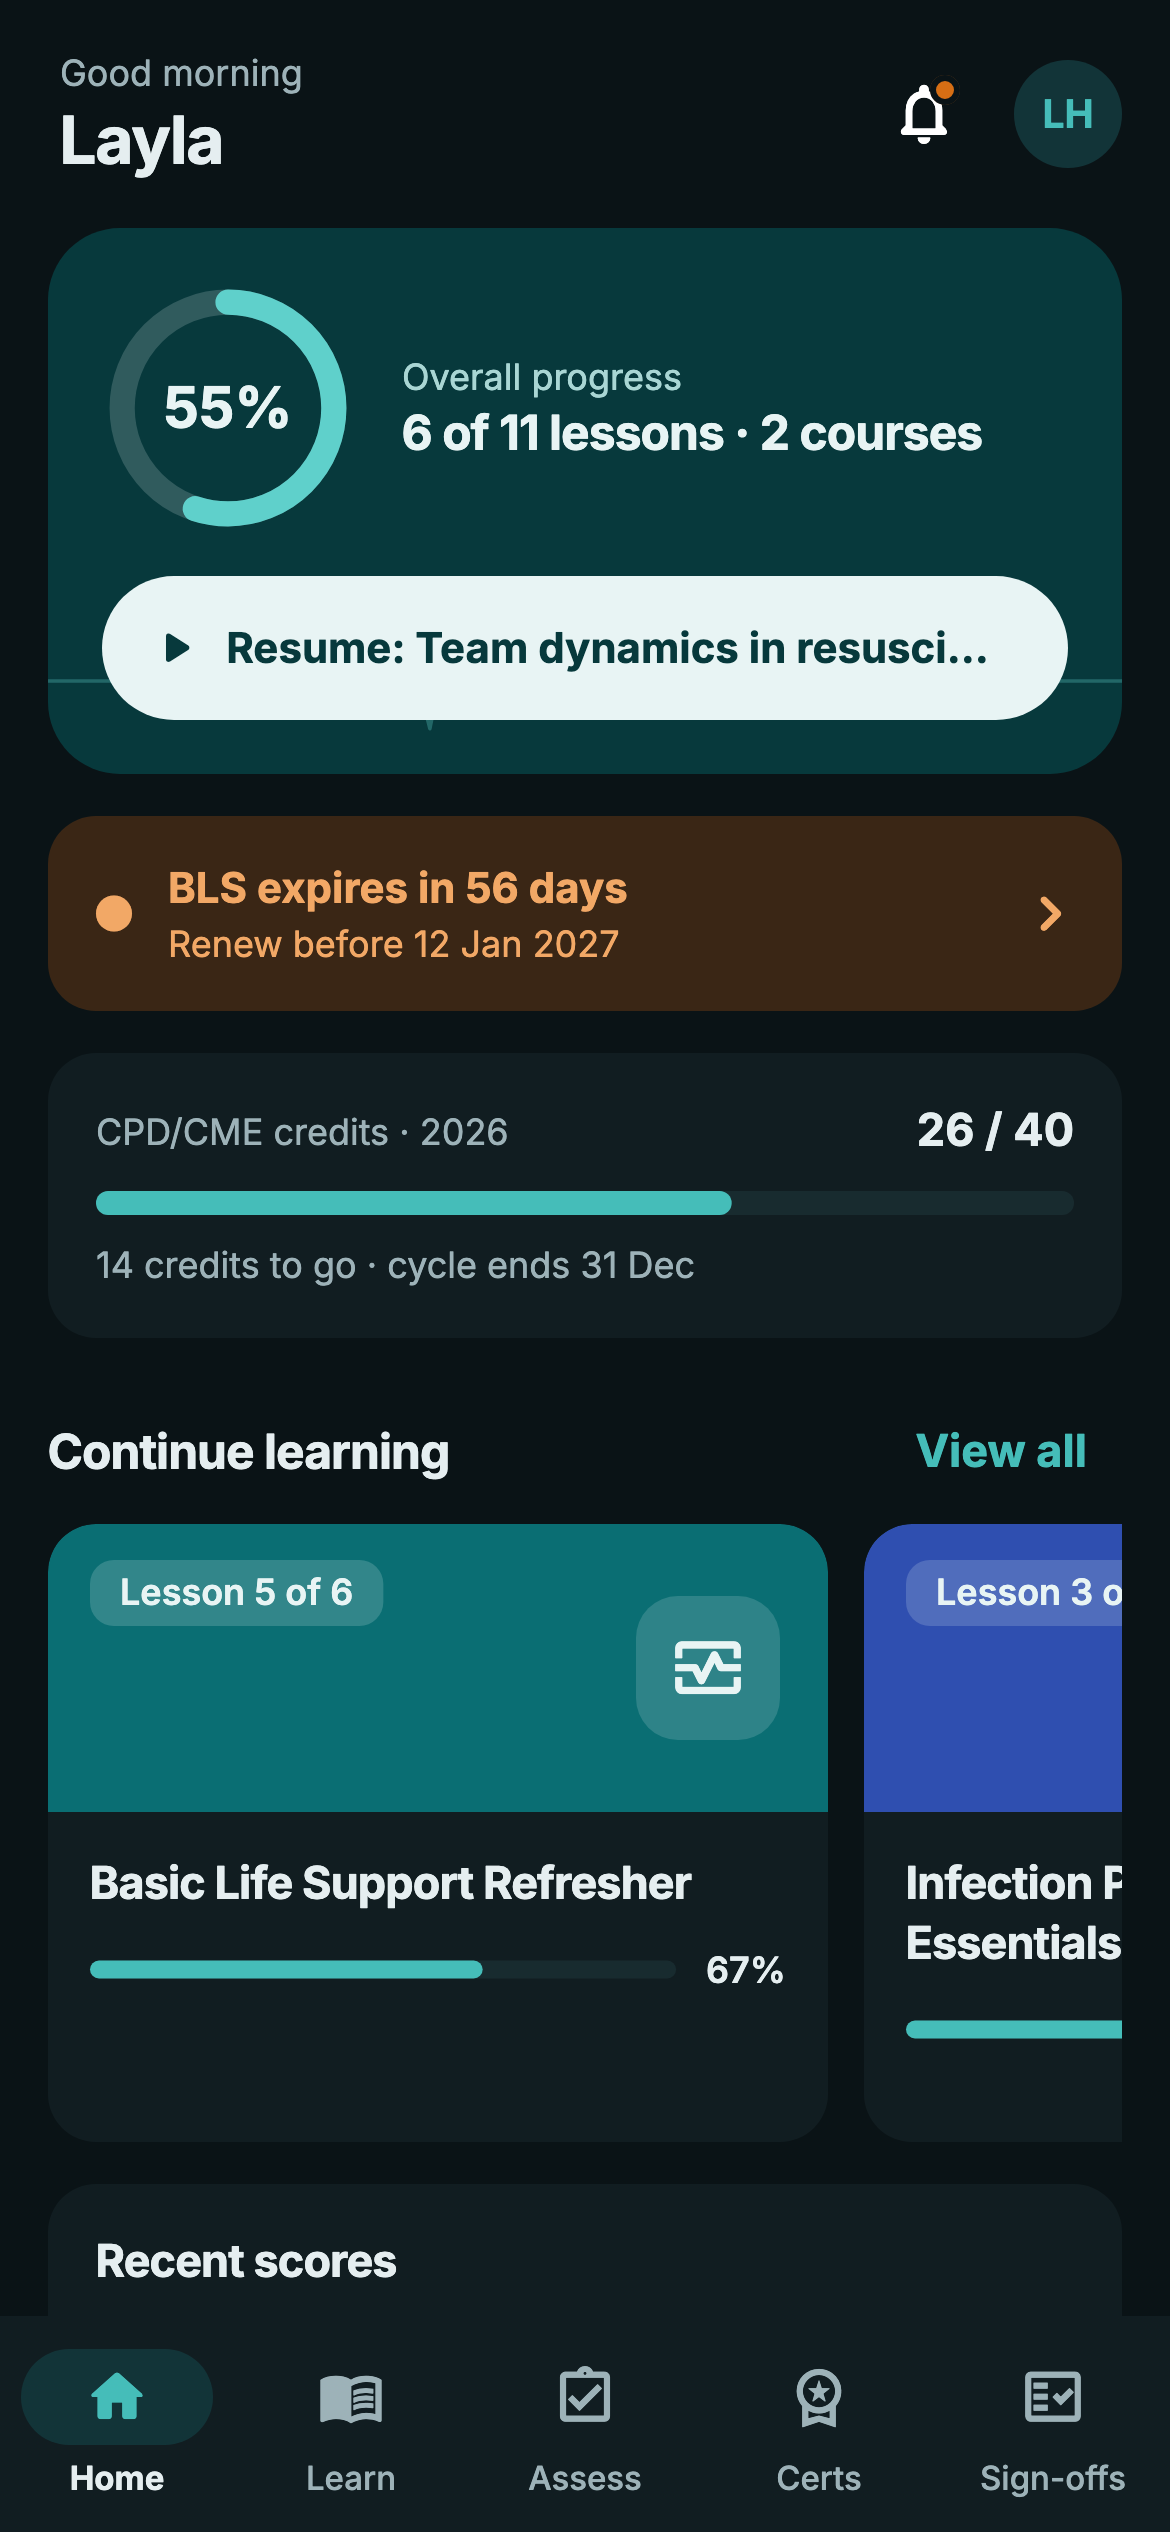 Good morning
Layla
LH
55%
Overall progress
6 of 11 lessons · 2 courses
Resume: Team dynamics in resusci...
BLS expires in 56 days
Renew before 12 Jan 2027
CPD/CME credits · 2026
26 / 40
14 credits to go · cycle ends 31 Dec
Continue learning
View all
Lesson 5 of 6
Basic Life Support Refresher
67%
Lesson 3
Infection
Essentials
Recent scores
Home
Learn
Assess
Certs
Sign-offs